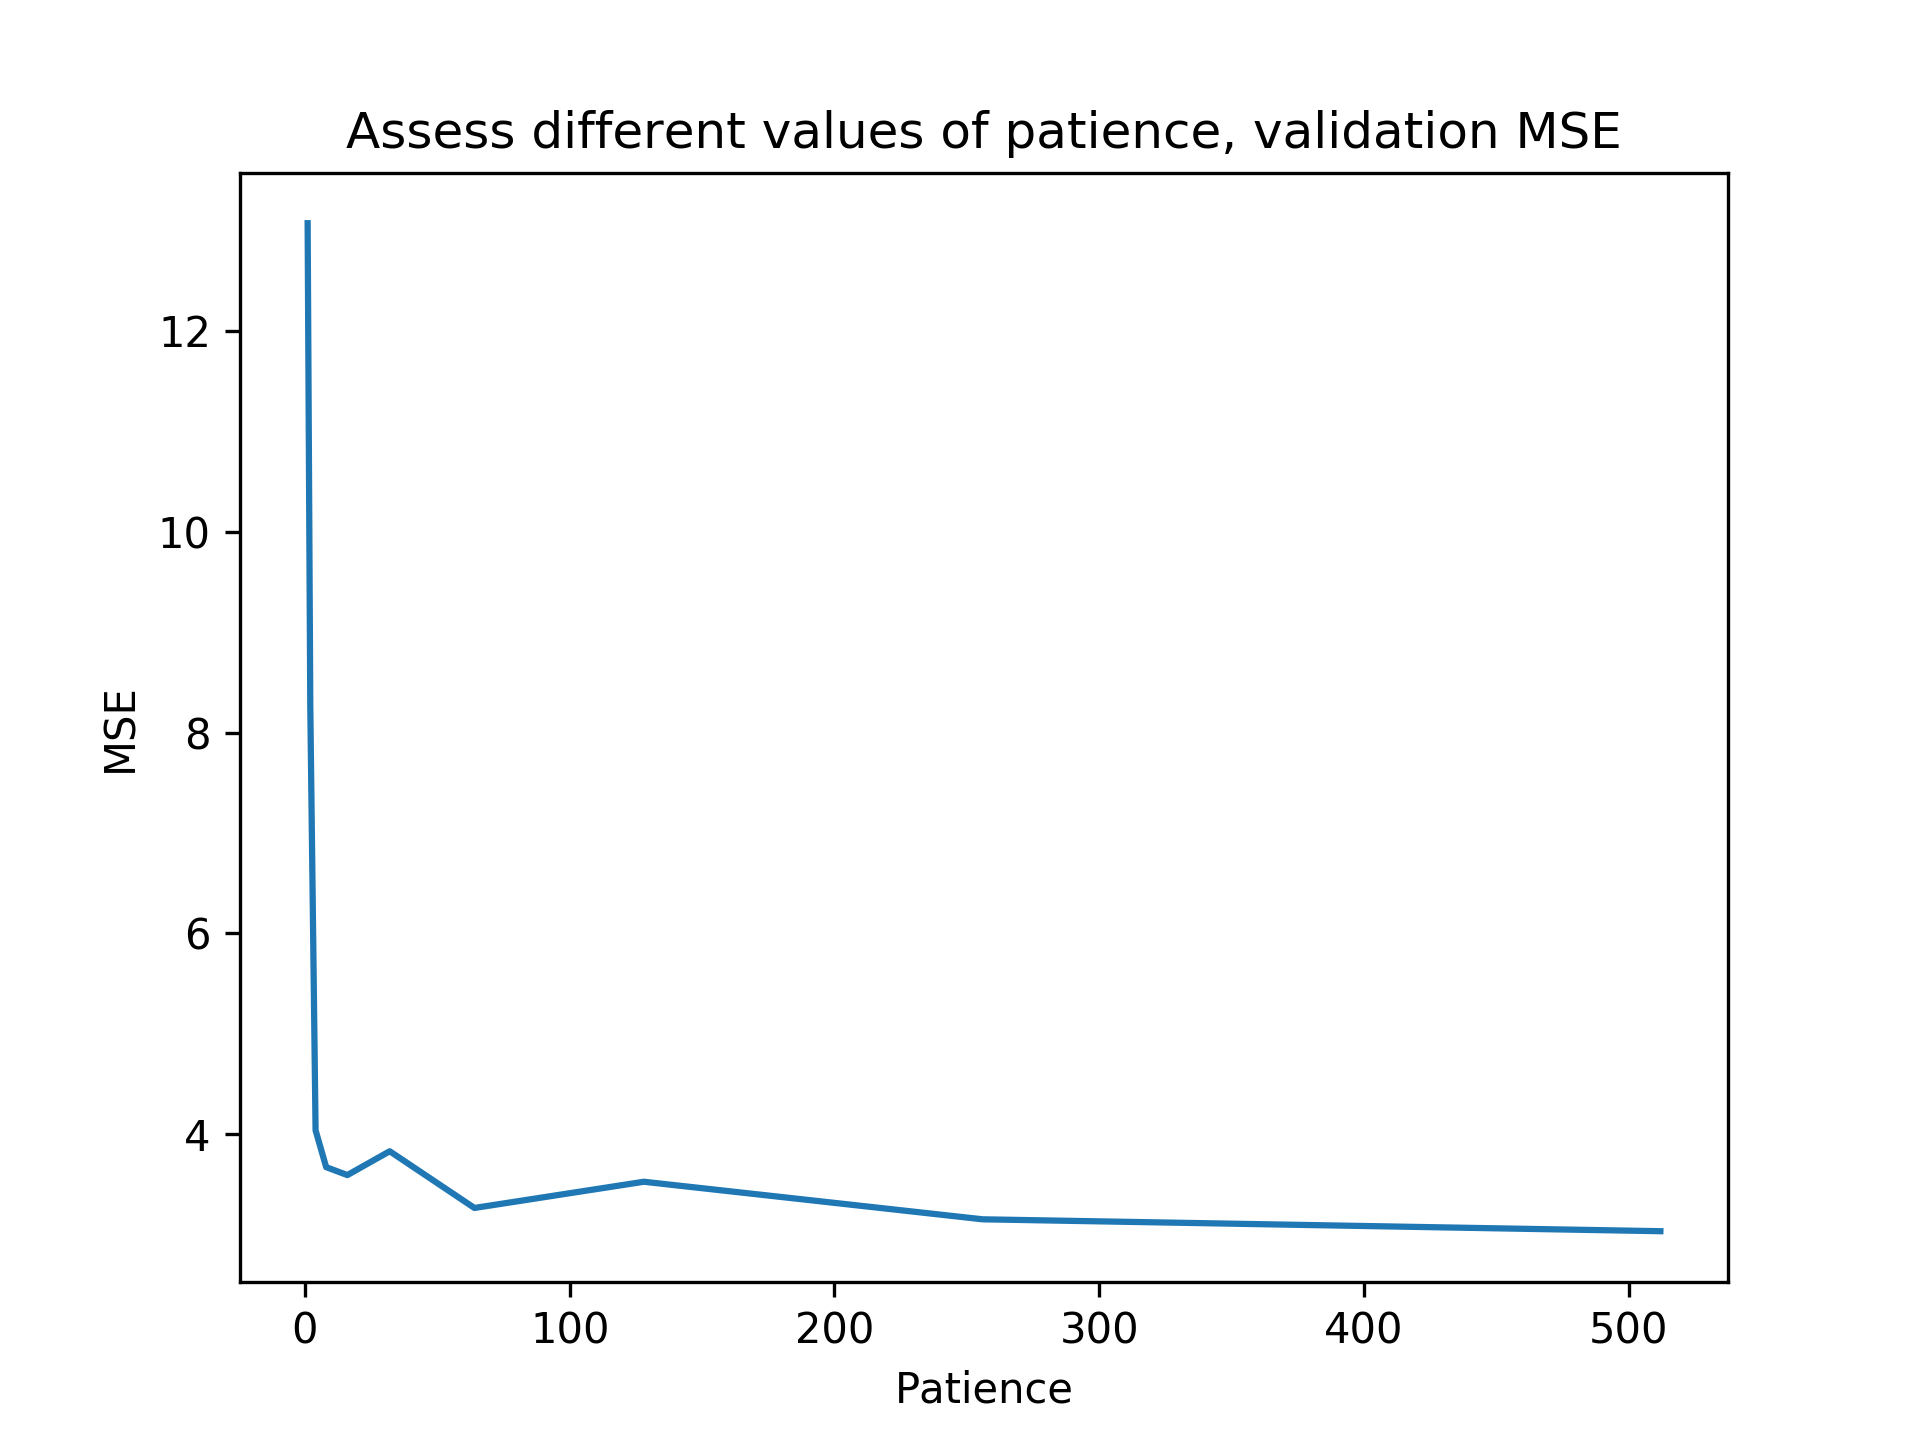 Assess different values of patience, validation MSE
12
10
8
6
4
MSE
0 100 200 300 400 500
Patience